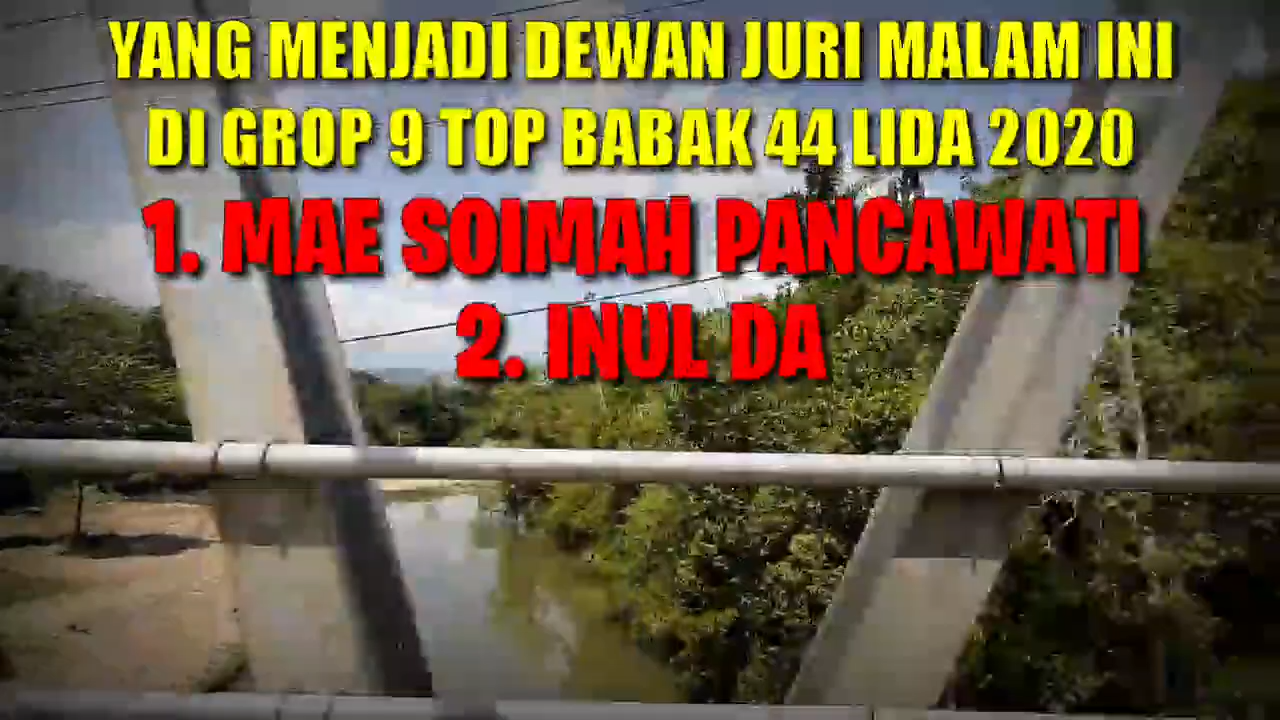 YANG MENJADI DEWAN JURI MALAM INI
DI GROP 9 TOP BABAK 44 LIDA 2020
1. MAE SOIMAH PANCAWATI
2. INUL DA